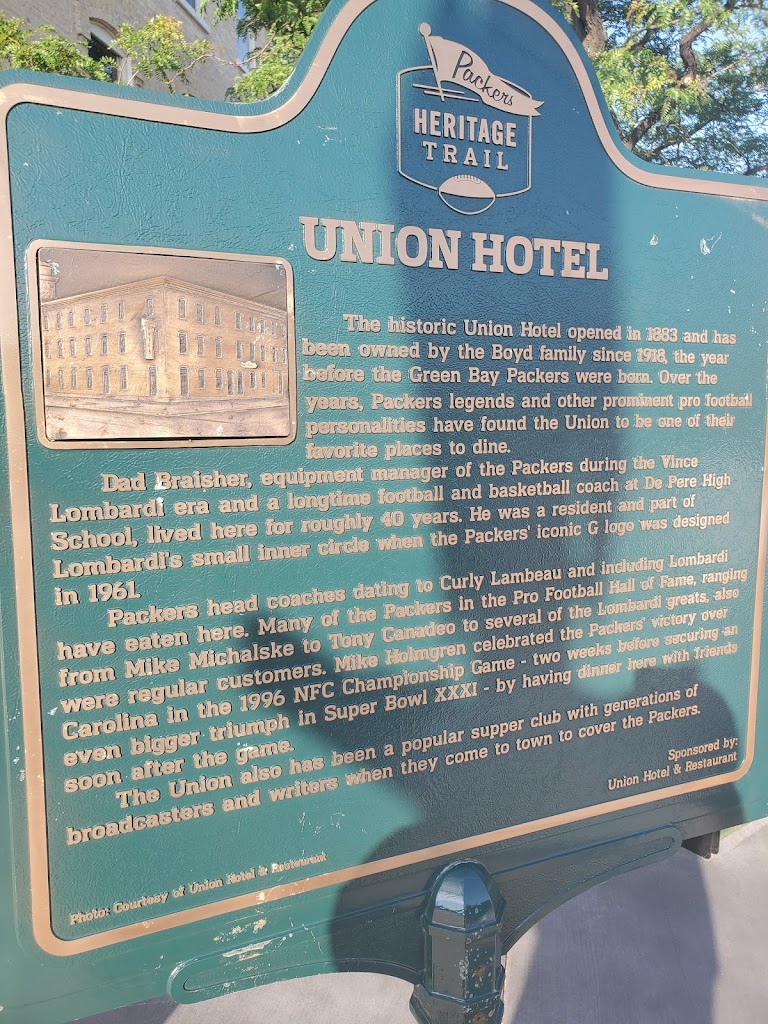 Packers
HERITAGE
TRAIL
UNION HOTEL
The historic Union Hotel opened in 1883 and has
been owned by the Boyd family since 1918, the year
before the Green Bay Packers were born. Over the
years, Packers legends and other prominent pro football
personalities have found the Union to be one of their
favorite places to dine.
Dad Braisher, equipment manager of the Packers during the Vince
Lombardi era and a longtime football and basketball coach at De Pere High
School, lived here for roughly 40 years. He was a resident and part of
Lombardi's small inner circle when the Packers' iconic G logo was designed
in 1961.
Packers head coaches dating to Curly Lambeau and including Lombardi
have eaten here. Many of the Packers in the Pro Football Hall of Fame, ranging
from Mike Michalske to Tony Canadeo to several of the Lombardi greats, also
were regular customers. Mike Holmgren celebrated the Packers' victory over
Carolina in the 1996 NFC Championship Game - two weeks before securing an
even bigger triumph in Super Bowl XXXI - by having dinner here with friends
soon after the game.
The Union also has been a popular supper club with generations of
broadcasters and writers when they come to town to cover the Packers.
Sponsored by:
Union Hotel & Restaurant
Photo: Courtesy of Union Hotel & Restaurant